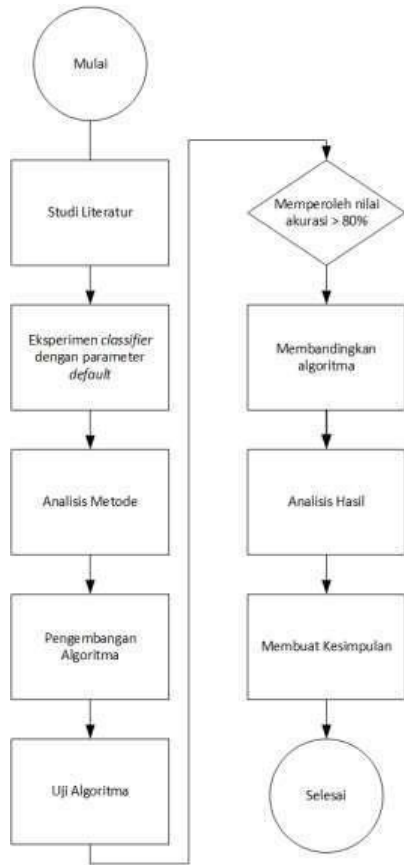 Mulai
Studi Literatur
Eksperimen classifier
dengan parameter
default
Analisis Metode
Pengembangan
Algoritma
Uji Algoritma
Memperoleh nilai
akurasi > 80%
Membandingkan
algoritma
Analisis Hasil
Membuat Kesimpulan
Selesai